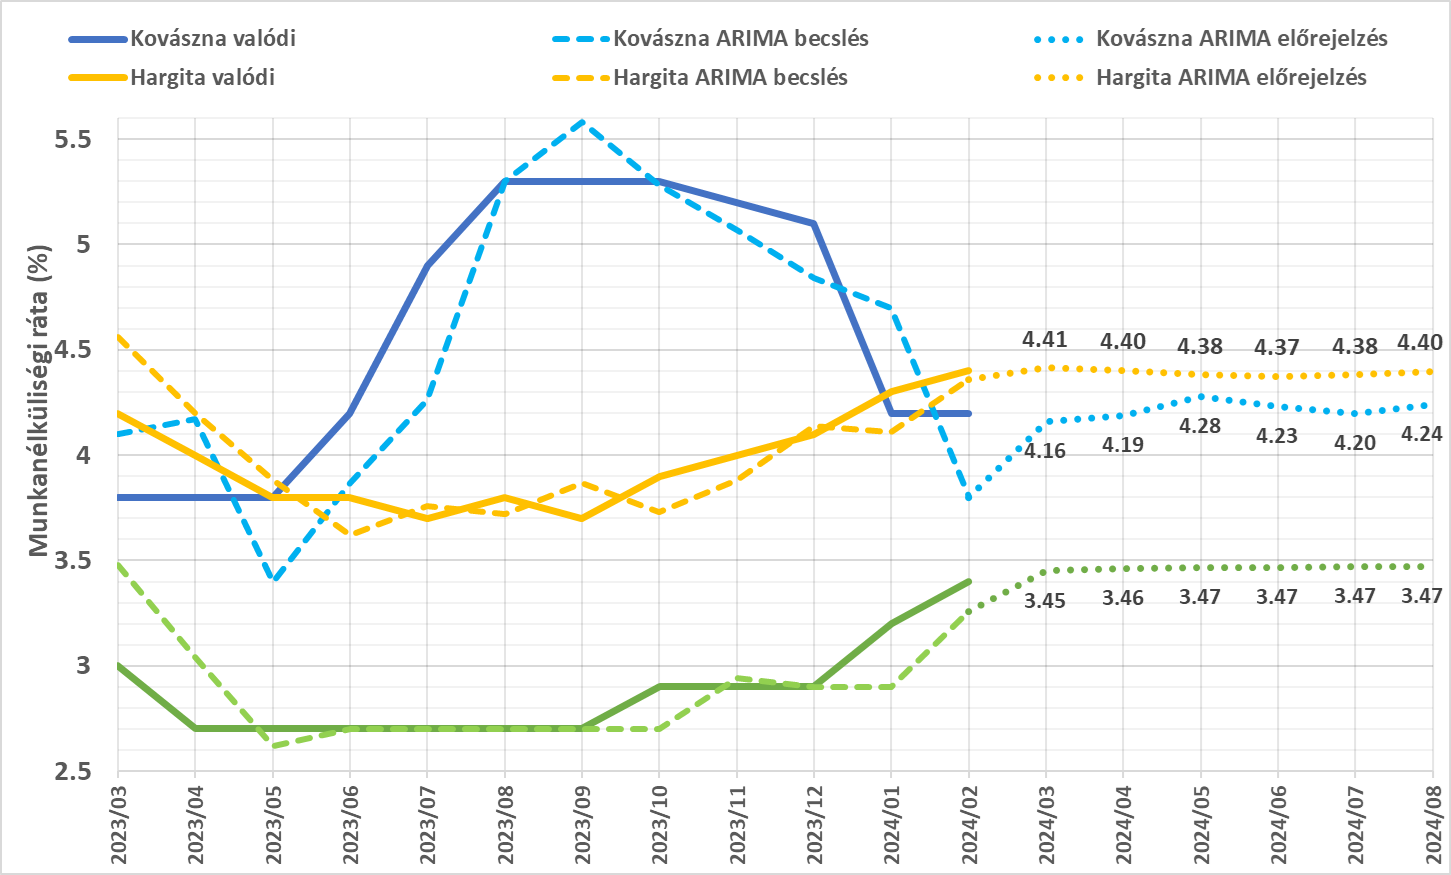 Kovászna valódi Kovászna ARIMA becslés Kovászna ARIMA előrejelzés
Hargita valódi Hargita ARIMA becslés Hargita ARIMA előrejelzés
Munkanélküliségi ráta (%)
5.5
5
4.5
4
3.5
3
2.5
4.41 4.40 4.38 4.37 4.38 4.40
4.16 4.19 4.28 4.23 4.20 4.24
3.45 3.46 3.47 3.47 3.47 3.47
2023/03 2023/04 2023/05 2023/06 2023/07 2023/08 2023/09 2023/10 2023/11 2023/12 2024/01 2024/02 2024/03 2024/04 2024/05 2024/06 2024/07 2024/08